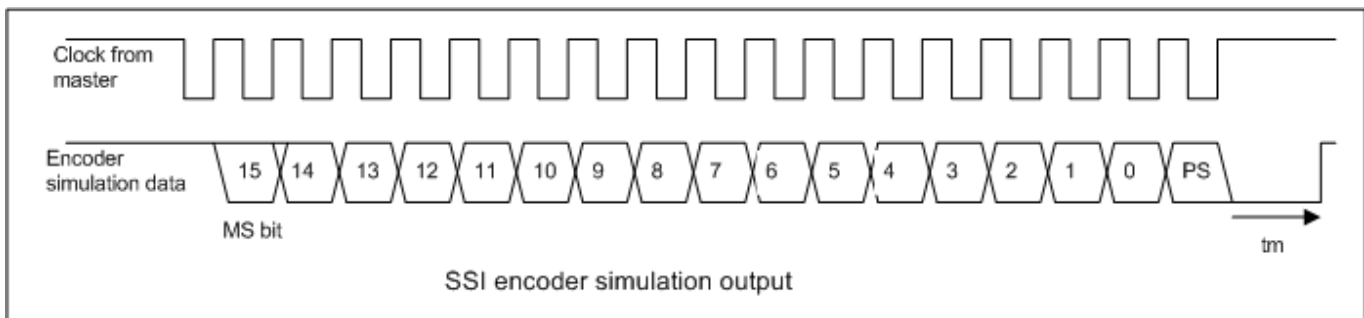 Clock from
master
Encoder
simulation data
15 14 13 12 11 10 9 8 7 6 5 4 3 2 1 0 PS
MS bit
tm
SSI encoder simulation output